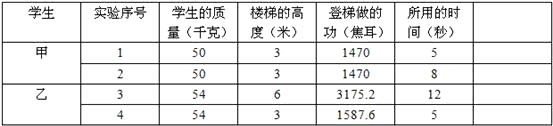 学生 实验序号 学生的质量（千克） 楼梯的高度（米） 登梯做的功（焦耳） 所用的时间（秒）
甲 1 50 3 1470 5
2 50 3 1470 8
乙 3 54 6 3175.2 12
4 54 3 1587.6 5